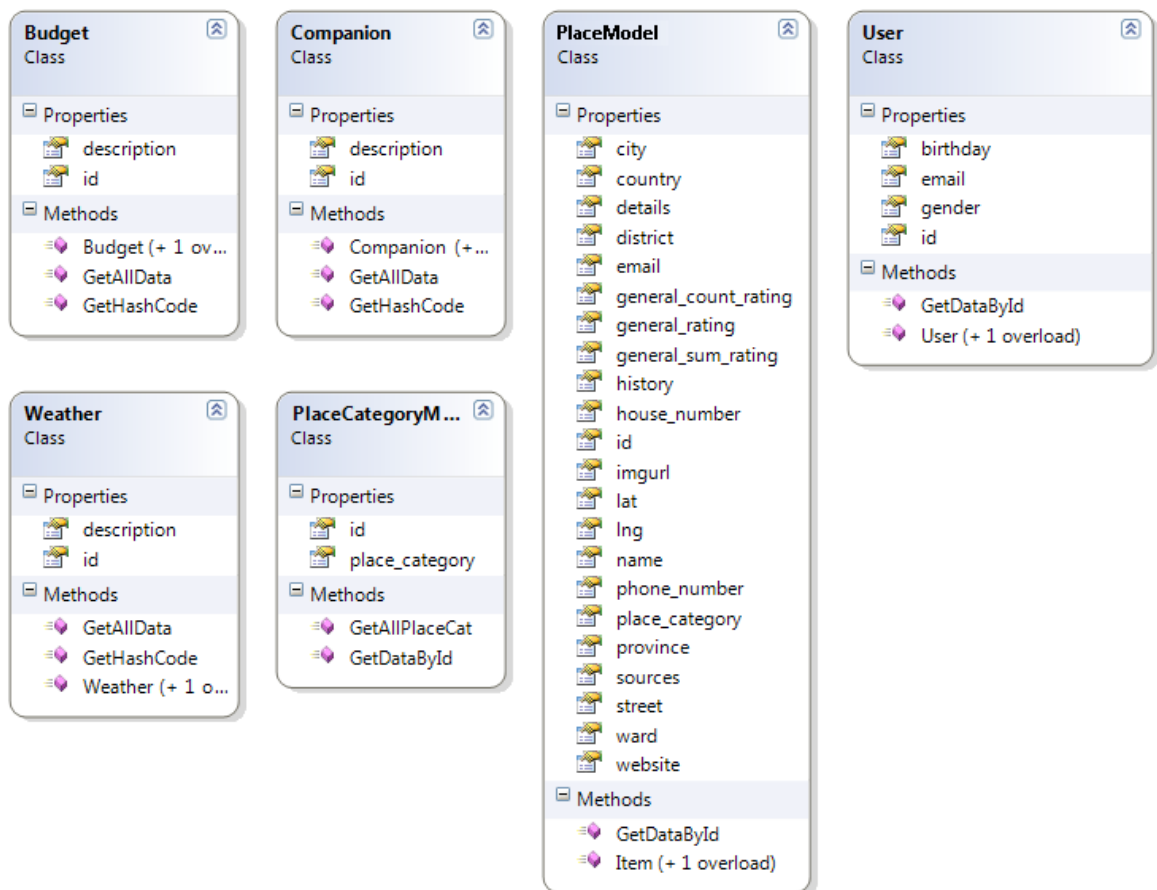 Budget
Class
Properties
description
id
Methods
Budget (+ 1 ov...
GetAllData
GetHashCode
Companion
Class
Properties
description
id
Methods
Companion (+...
GetAllData
GetHashCode
PlaceModel
Class
Properties
city
country
details
district
email
general_count_rating
general_rating
general_sum_rating
history
house_number
id
imgurl
lat
lng
name
phone_number
place_category
province
sources
street
ward
website
Methods
GetDataById
Item (+ 1 overload)
User
Class
Properties
birthday
email
gender
id
Methods
GetDataById
User (+ 1 overload)
Weather
Class
Properties
description
id
Methods
GetAllData
GetHashCode
Weather (+ 1 o...
PlaceCategoryM...
Class
Properties
id
place_category
Methods
GetAllPlaceCat
GetDataById